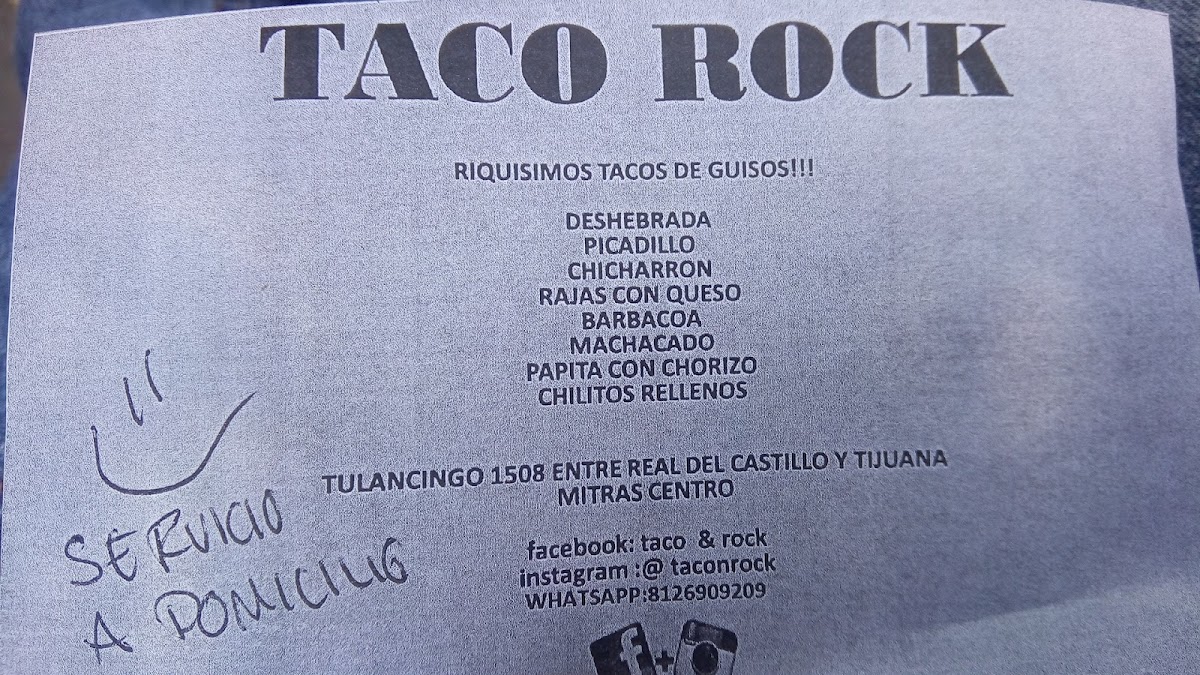 TACO ROCK
RIQUISIMOS TACOS DE GUISOS!!!
DESHEBRADA
PICADILLO
CHICHARRON
RAJAS CON QUESO
BARBACOA
MACHACADO
PAPITA CON CHORIZO
CHILITOS RELLENOS
TULANCINGO 1508 ENTRE REAL DEL CASTILLO Y TIJUANA
MITRAS CENTRO
facebook: taco & rock
instagram :@ taconrock
WHATSAPP:8126909209
f+
SERVICIO
A DOMICILIO